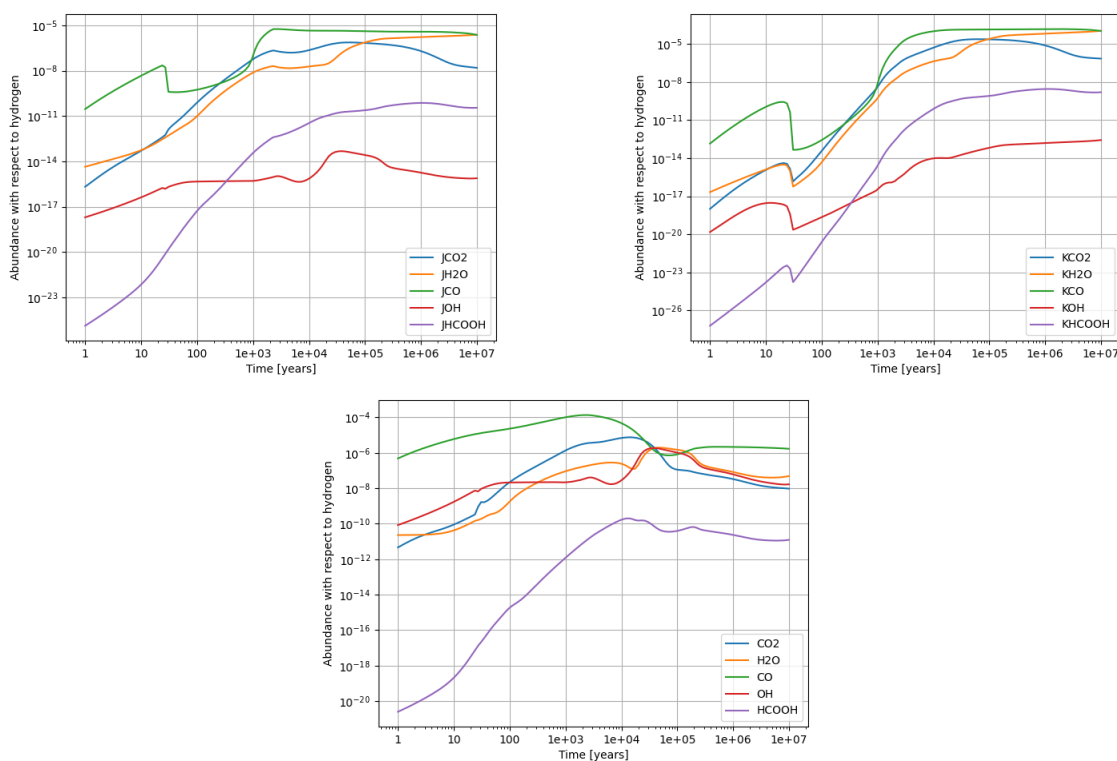 Abundance with respect to hydrogen
10⁻⁵
10⁻⁸
10⁻¹¹
10⁻¹⁴
10⁻¹⁷
10⁻²⁰
10⁻²³
JCO2
JH2O
JCO
JOH
JHCOOH
1 10 100 1e+03 1e+04 1e+05 1e+06 1e+07
Time [years]
Abundance with respect to hydrogen
10⁻⁵
10⁻⁸
10⁻¹¹
10⁻¹⁴
10⁻¹⁷
10⁻²⁰
10⁻²³
10⁻²⁶
KCO2
KH2O
KCO
KOH
KHCOOH
1 10 100 1e+03 1e+04 1e+05 1e+06 1e+07
Time [years]
Abundance with respect to hydrogen
10⁻⁴
10⁻⁶
10⁻⁸
10⁻¹⁰
10⁻¹²
10⁻¹⁴
10⁻¹⁶
10⁻¹⁸
10⁻²⁰
CO2
H2O
CO
OH
HCOOH
1 10 100 1e+03 1e+04 1e+05 1e+06 1e+07
Time [years]